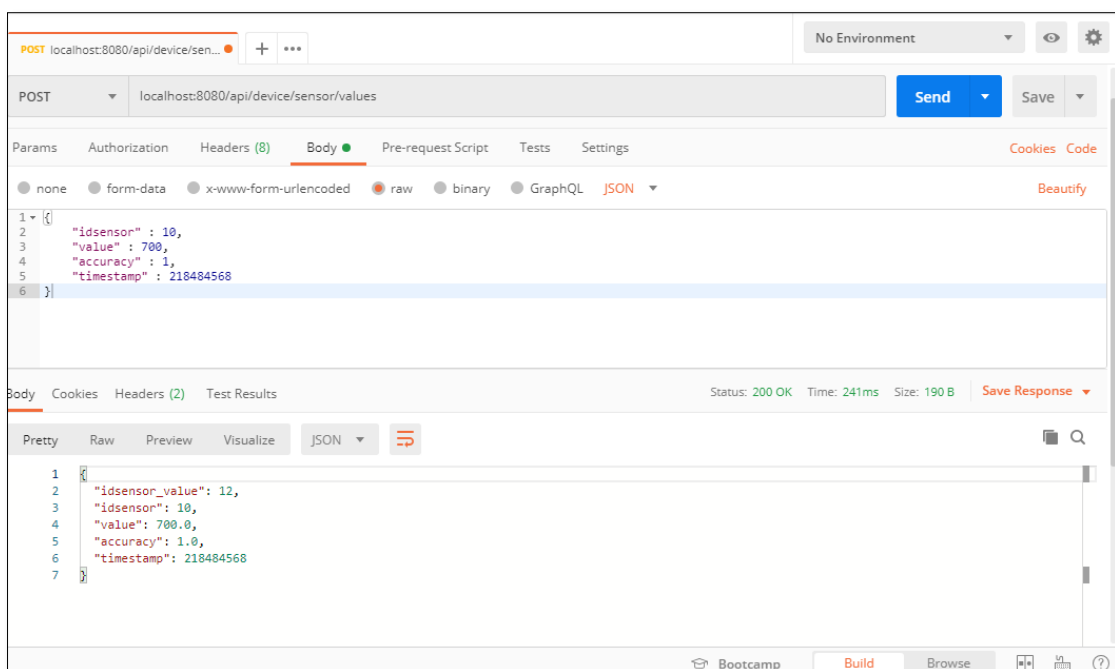 POST localhost:8080/api/device/sen...
No Environment
POST localhost:8080/api/device/sensor/values Send Save
Params Authorization Headers (8) Body Pre-request Script Tests Settings Cookies Code
none form-data x-www-form-urlencoded raw binary GraphQL JSON Beautify
1 {
2 "idsensor" : 10,
3 "value" : 700,
4 "accuracy" : 1,
5 "timestamp" : 218484568
6 }
Body Cookies Headers (2) Test Results Status: 200 OK Time: 241ms Size: 190 B Save Response
Pretty Raw Preview Visualize JSON
1 {
2 "idsensor_value": 12,
3 "idsensor": 10,
4 "value": 700.0,
5 "accuracy": 1.0,
6 "timestamp": 218484568
7 }
Bootcamp Build Browse